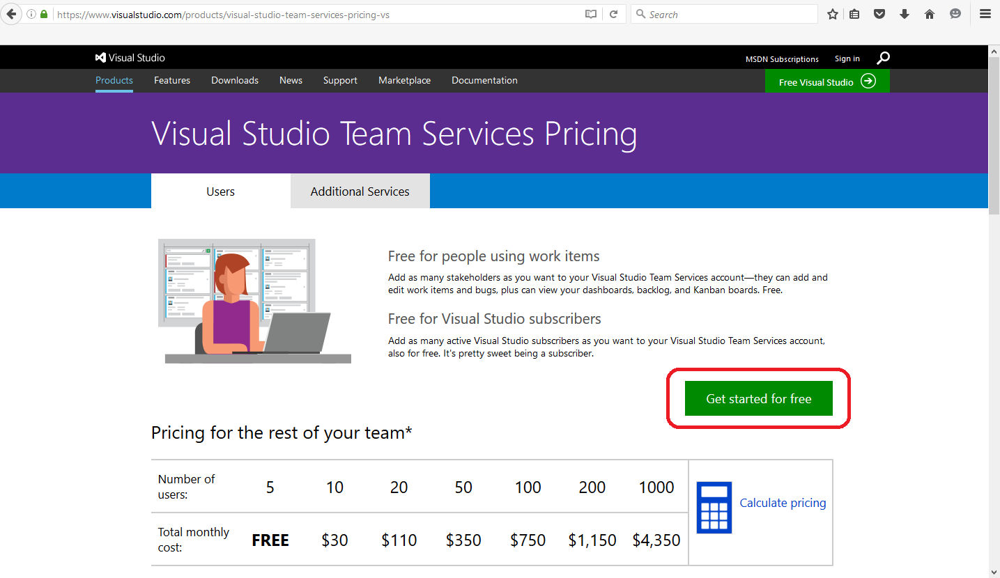 https://www.visualstudio.com/products/visual-studio-team-services-pricing-vs
Search
Visual Studio
MSDN Subscriptions
Sign in
Products
Features
Downloads
News
Support
Marketplace
Documentation
Free Visual Studio
Visual Studio Team Services Pricing
Users
Additional Services
Free for people using work items
Add as many stakeholders as you want to your Visual Studio Team Services account—they can add and
edit work items and bugs, plus can view your dashboards, backlog, and Kanban boards. Free.
Free for Visual Studio subscribers
Add as many active Visual Studio subscribers as you want to your Visual Studio Team Services account,
also for free. It's pretty sweet being a subscriber.
Get started for free
Pricing for the rest of your team*
Number of
users:
5 10 20 50 100 200 1000
Calculate pricing
Total monthly
cost:
FREE $30 $110 $350 $750 $1,150 $4,350